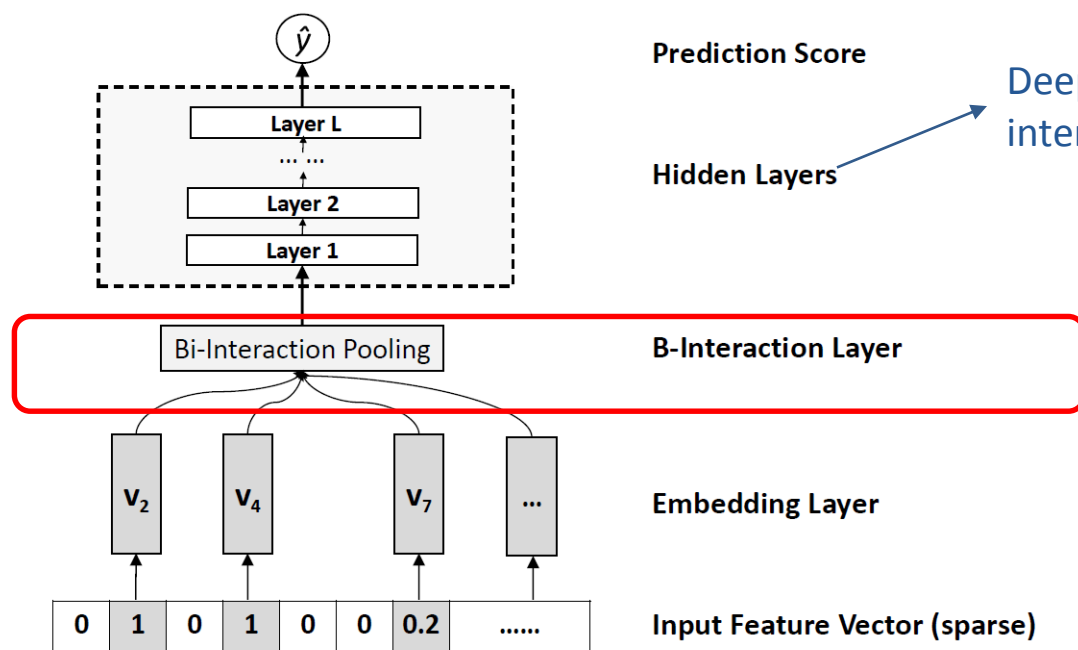 ŷ
Prediction Score
Layer L
... ...
Hidden Layers
Layer 2
Layer 1
Bi-Interaction Pooling
B-Interaction Layer
v2 v4 v7 ...
Embedding Layer
0 1 0 1 0 0 0.2 ......
Input Feature Vector (sparse)